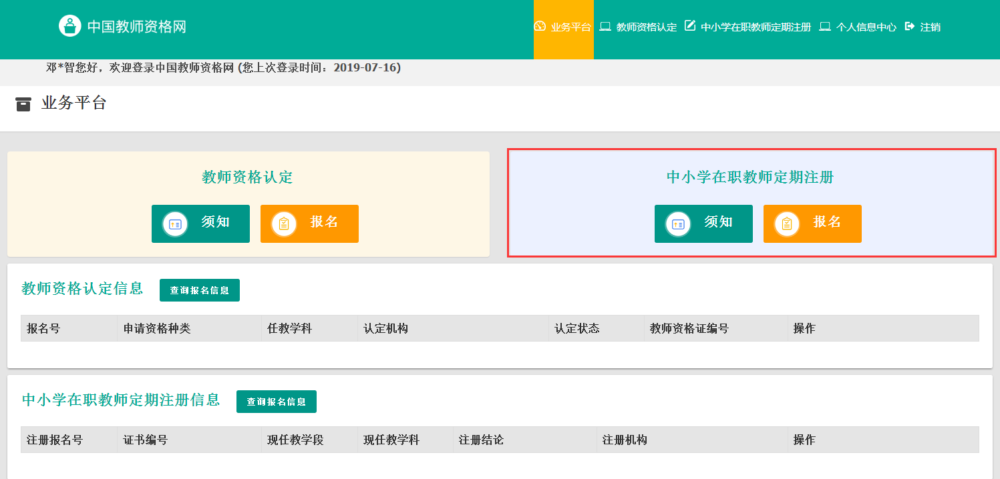 中国教师资格网 业务平台 教师资格认定 中小学在职教师定期注册 个人信息中心 注销
邓*智您好，欢迎登录中国教师资格网 (您上次登录时间：2019-07-16)
业务平台
教师资格认定
须知 报名
中小学在职教师定期注册
须知 报名
教师资格认定信息 查询报名信息
报名号 申请资格种类 任教学科 认定机构 认定状态 教师资格证编号 操作
中小学在职教师定期注册信息 查询报名信息
注册报名号 证书编号 现任教学段 现任教学科 注册结论 注册机构 操作